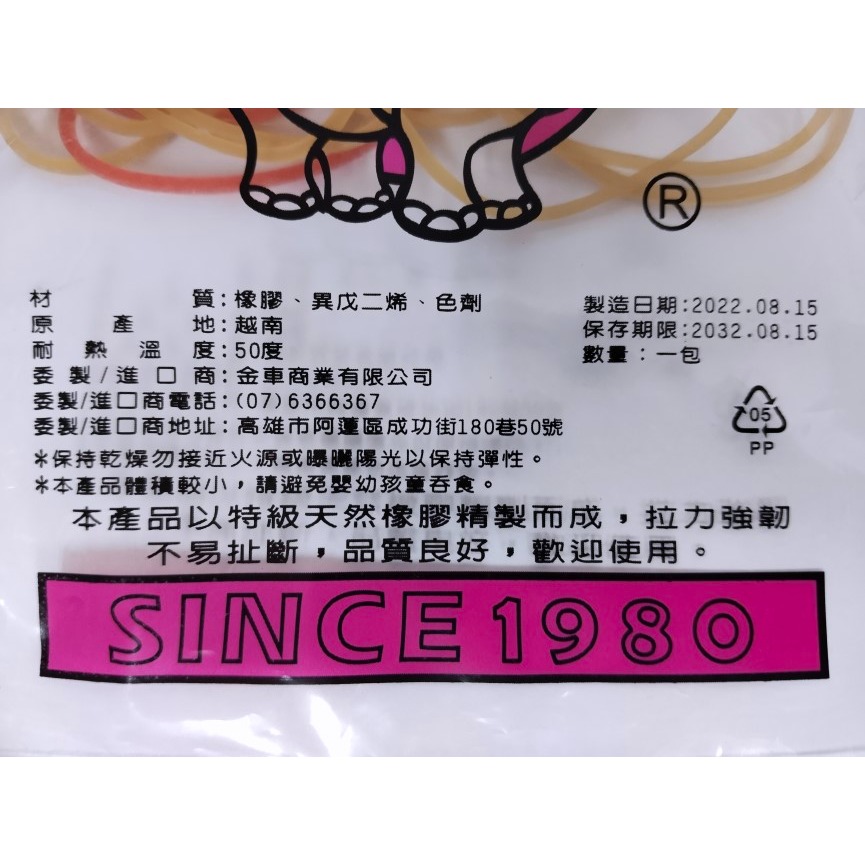 ®
材質:橡膠、異戊二烯、色劑
原產地:越南
耐熱溫度:50度
委製/進口商:金車商業有限公司
委製/進口商電話:(07)6366367
委製/進口商地址:高雄市阿蓮區成功街180巷50號
製造日期:2022.08.15
保存期限:2032.08.15
數量:一包
05
PP
*保持乾燥勿接近火源或曝曬陽光以保持彈性。
*本產品體積較小,請避免嬰幼孩童吞食。
本產品以特級天然橡膠精製而成,拉力強韌
不易扯斷,品質良好,歡迎使用。
SINCE 1980